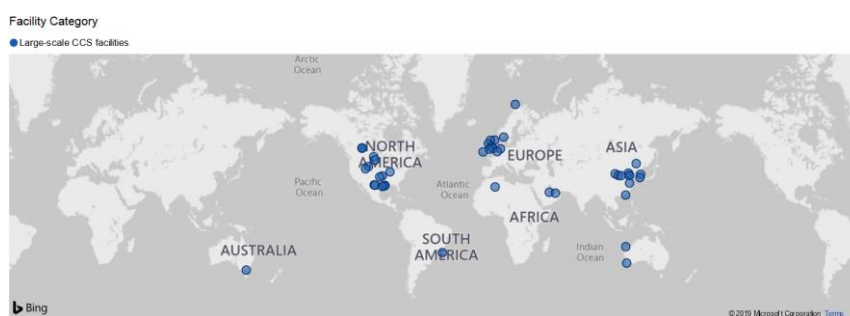 Facility Category
Large-scale CCS facilities
Arctic
Ocean
NORTH
AMERICA
EUROPE
ASIA
Pacific
Ocean
Atlantic
Ocean
AFRICA
SOUTH
AMERICA
AUSTRALIA
Indian
Ocean
Bing
© 2019 Microsoft Corporation Terms